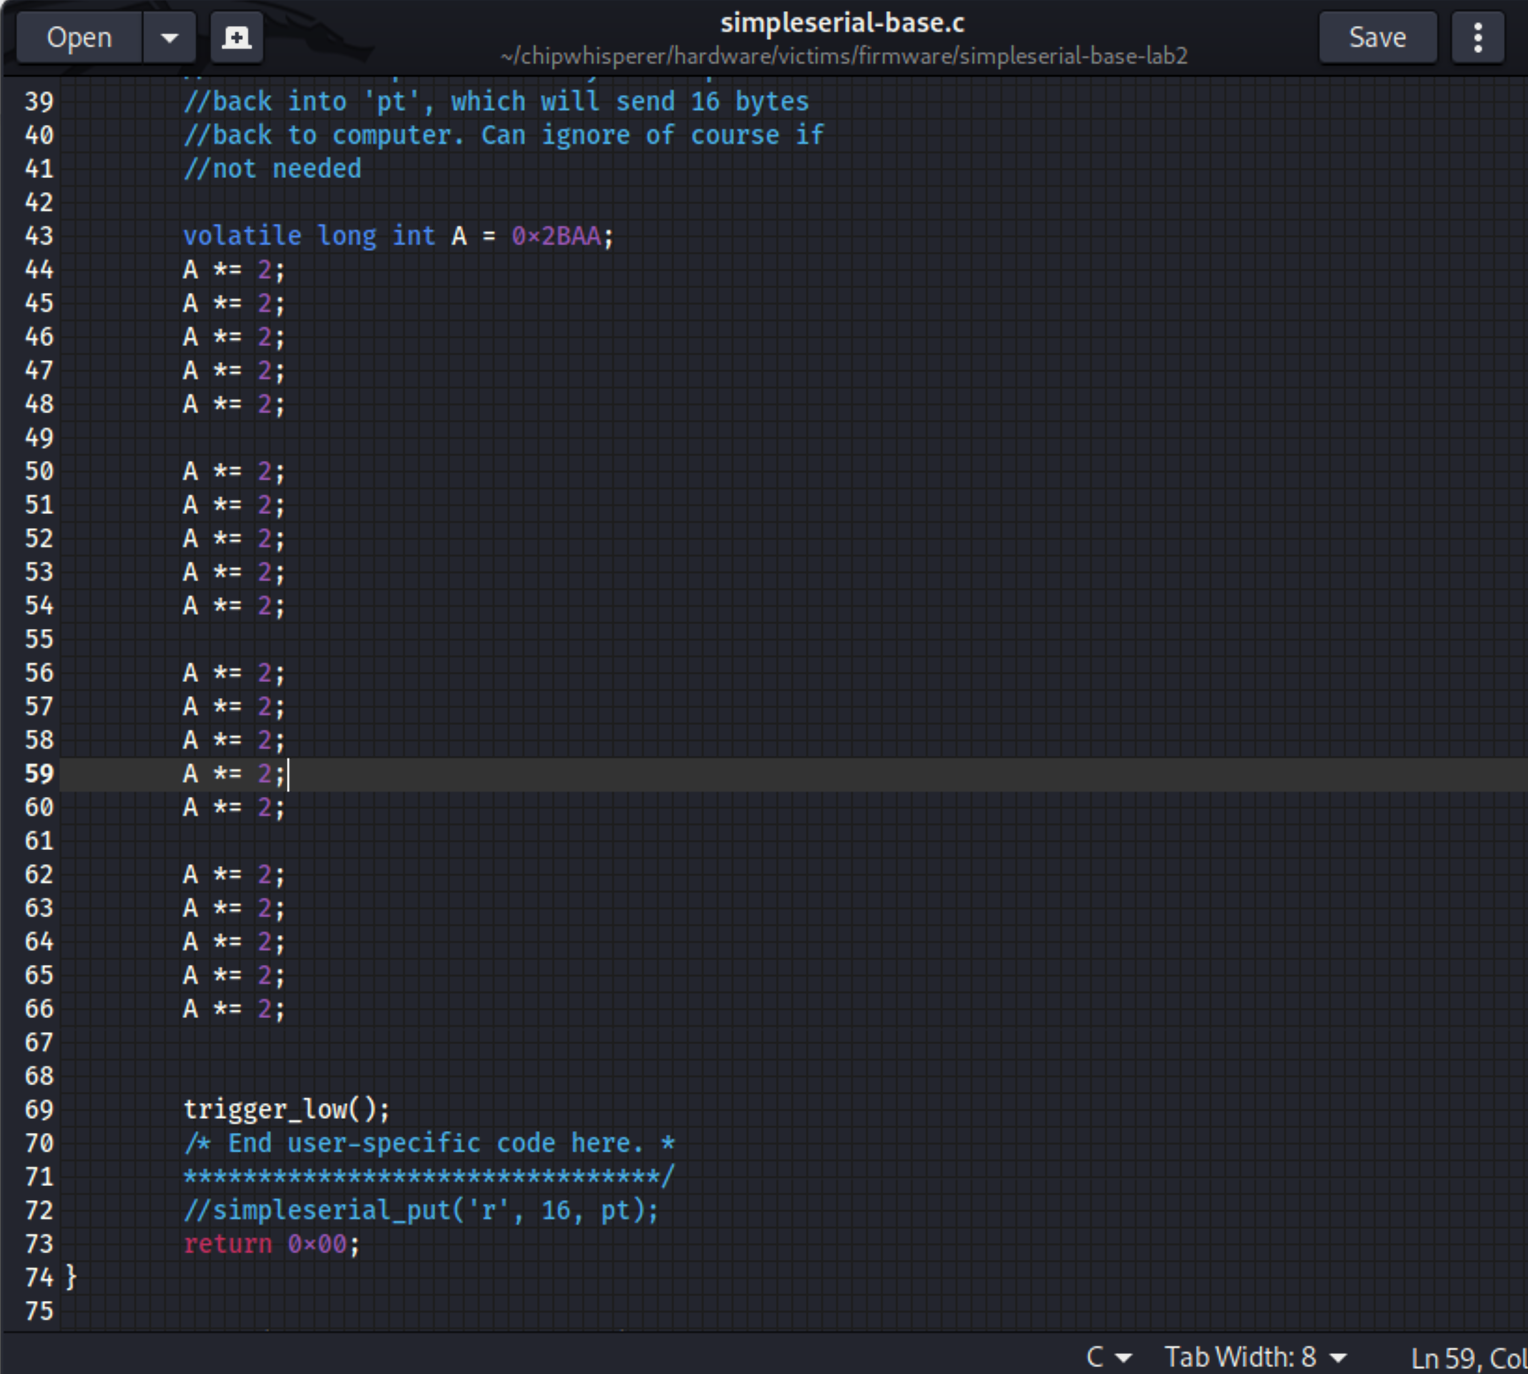 Open
simpleserial-base.c
~/chipwhisperer/hardware/victims/firmware/simpleserial-base-lab2
Save
39 //back into 'pt', which will send 16 bytes
40 //back to computer. Can ignore of course if
41 //not needed
42
43 volatile long int A = 0×2BAA;
44 A *= 2;
45 A *= 2;
46 A *= 2;
47 A *= 2;
48 A *= 2;
49
50 A *= 2;
51 A *= 2;
52 A *= 2;
53 A *= 2;
54 A *= 2;
55
56 A *= 2;
57 A *= 2;
58 A *= 2;
59 A *= 2;
60 A *= 2;
61
62 A *= 2;
63 A *= 2;
64 A *= 2;
65 A *= 2;
66 A *= 2;
67
68
69 trigger_low();
70 /* End user-specific code here. *
71 ********************************/
72 //simpleserial_put('r', 16, pt);
73 return 0×00;
74 }
75
C Tab Width: 8 Ln 59, Col